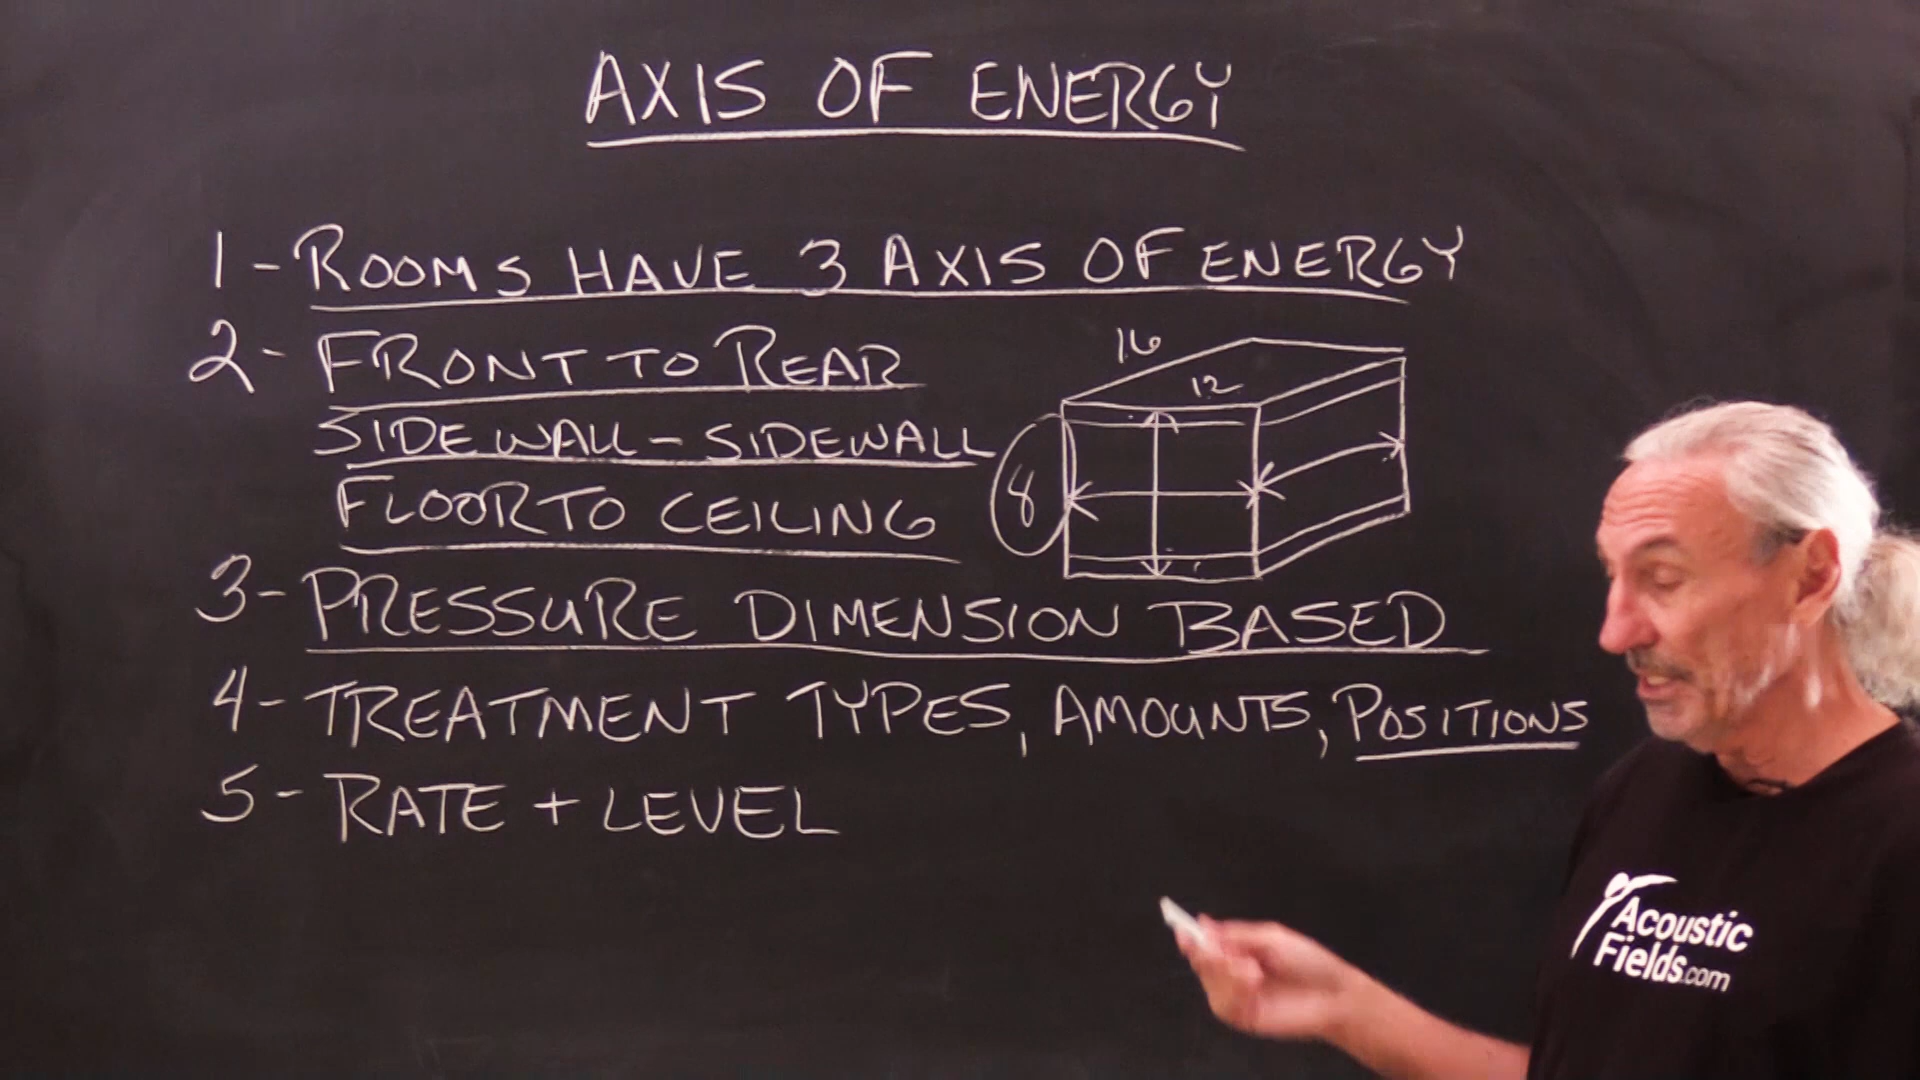 AXIS OF ENERGY
1 - ROOMS HAVE 3 AXIS OF ENERGY
2 - FRONT TO REAR
SIDEWALL - SIDEWALL
FLOOR TO CEILING
16
12
8
3 - PRESSURE DIMENSION BASED
4 - TREATMENT TYPES, AMOUNTS, POSITIONS
5 - RATE + LEVEL
Acoustic
Fields.com